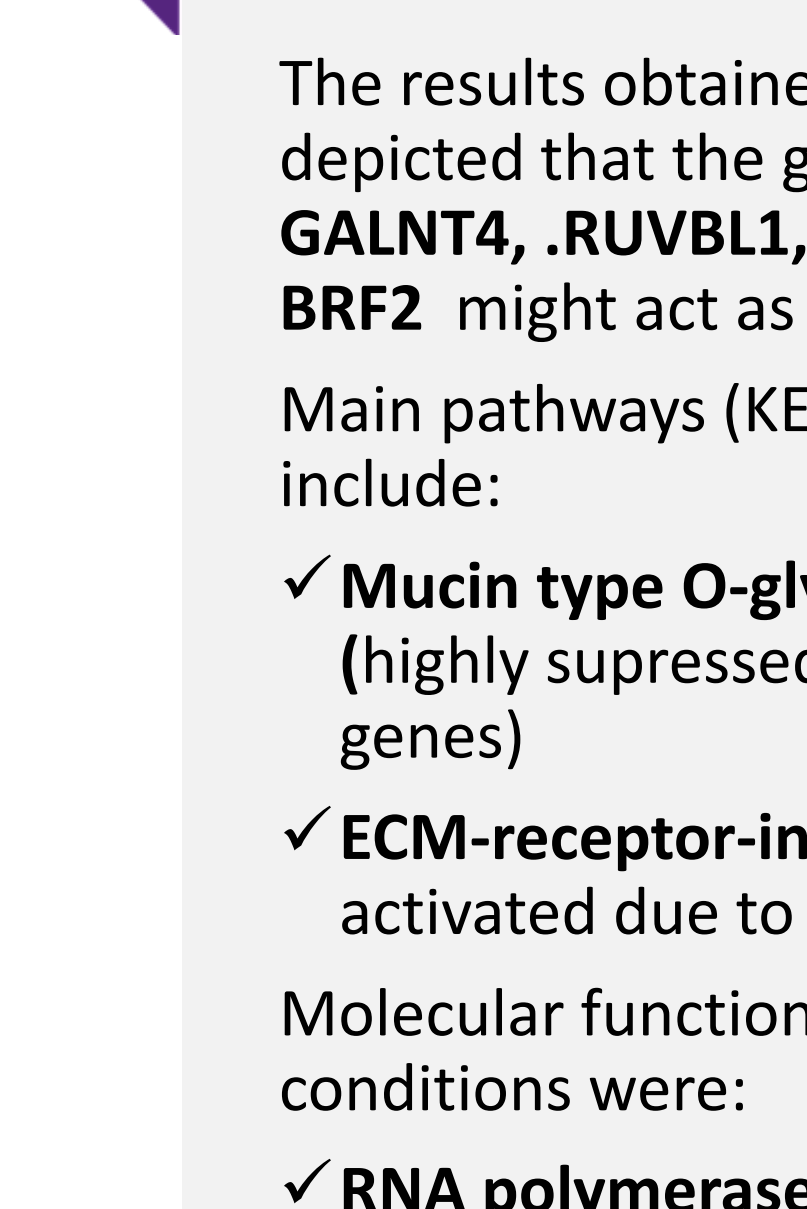 The results obtaine
depicted that the g
GALNT4, .RUVBL1,
BRF2 might act as
Main pathways (KE
include:
✓ Mucin type O-gly
(highly supressed
genes)
✓ ECM-receptor-in
activated due to
Molecular function
conditions were:
✓ RNA polymerase